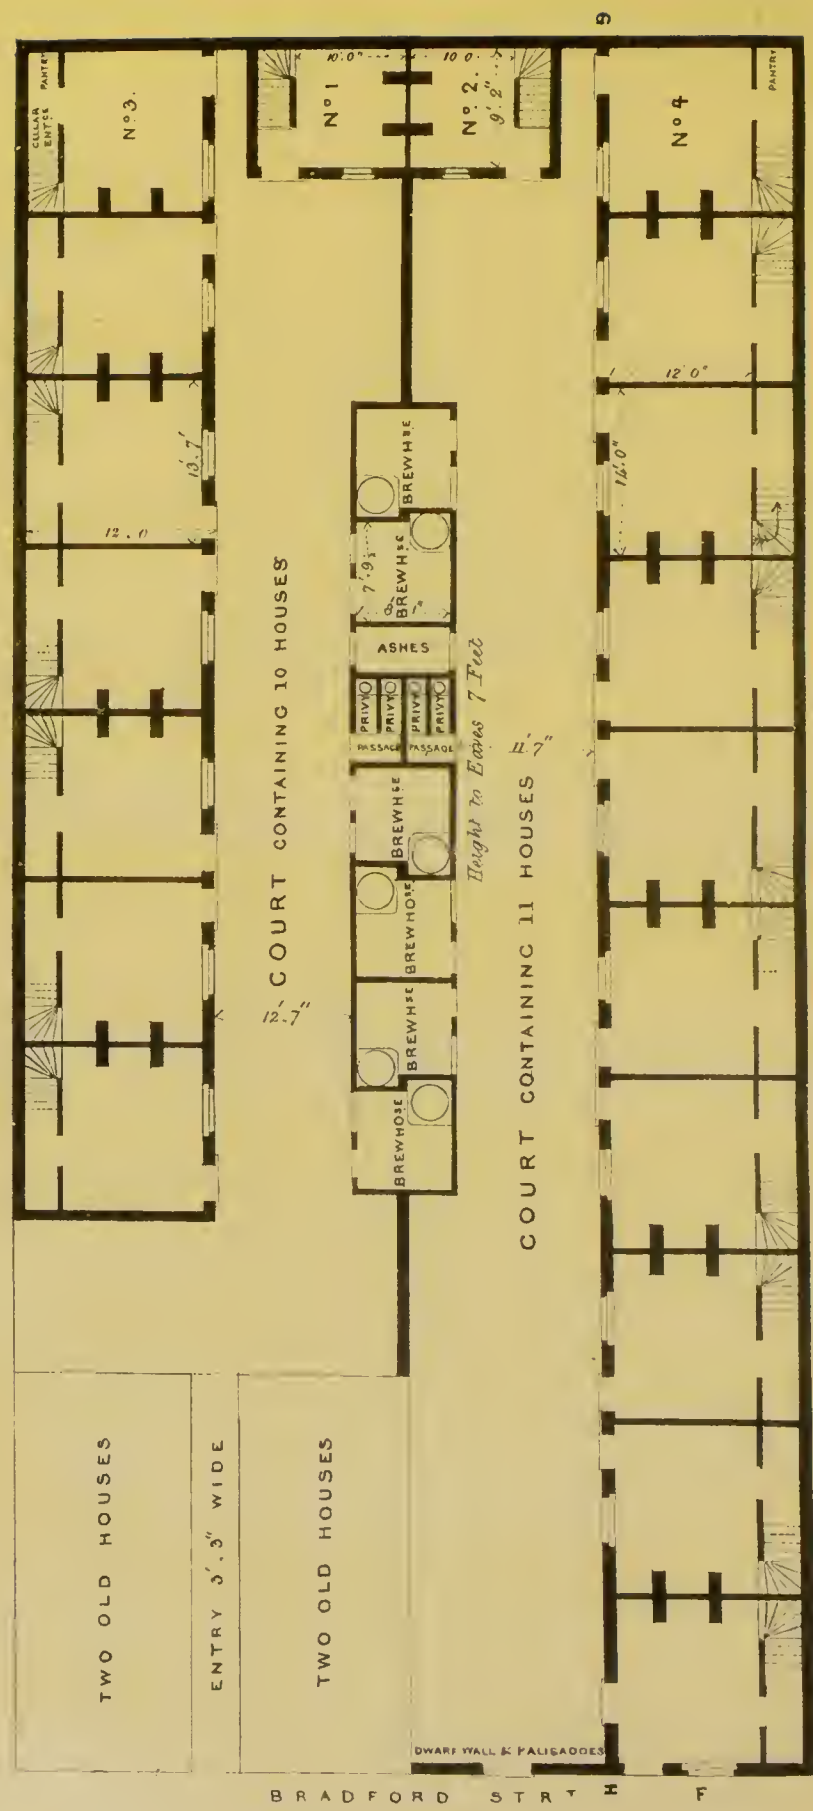 9
PANTRY
CELLAR
ENTCE
Nº 3.
10'.0"
10.0.
Nº 1
Nº 2.
9'.2"
Nº 4
PANTRY
12'0"
14'.0"
13'.7'
12.0
BREWHSE
BREWHSE
7'.9½
8'.1"
ASHES
PRIVY
PRIVY
PRIVY
PRIVY
PASSAGE
PASSAGE
Height to Eaves 7 Feet
11'.7"
COURT CONTAINING 10 HOUSES
COURT CONTAINING 11 HOUSES
BREWHSE
BREWHOSE
12'.7"
BREWHSE
BREWHOSE
TWO OLD HOUSES
ENTRY 3'.3" WIDE
TWO OLD HOUSES
DWARF WALL & PALISADOES
BRADFORD STRT
H
F